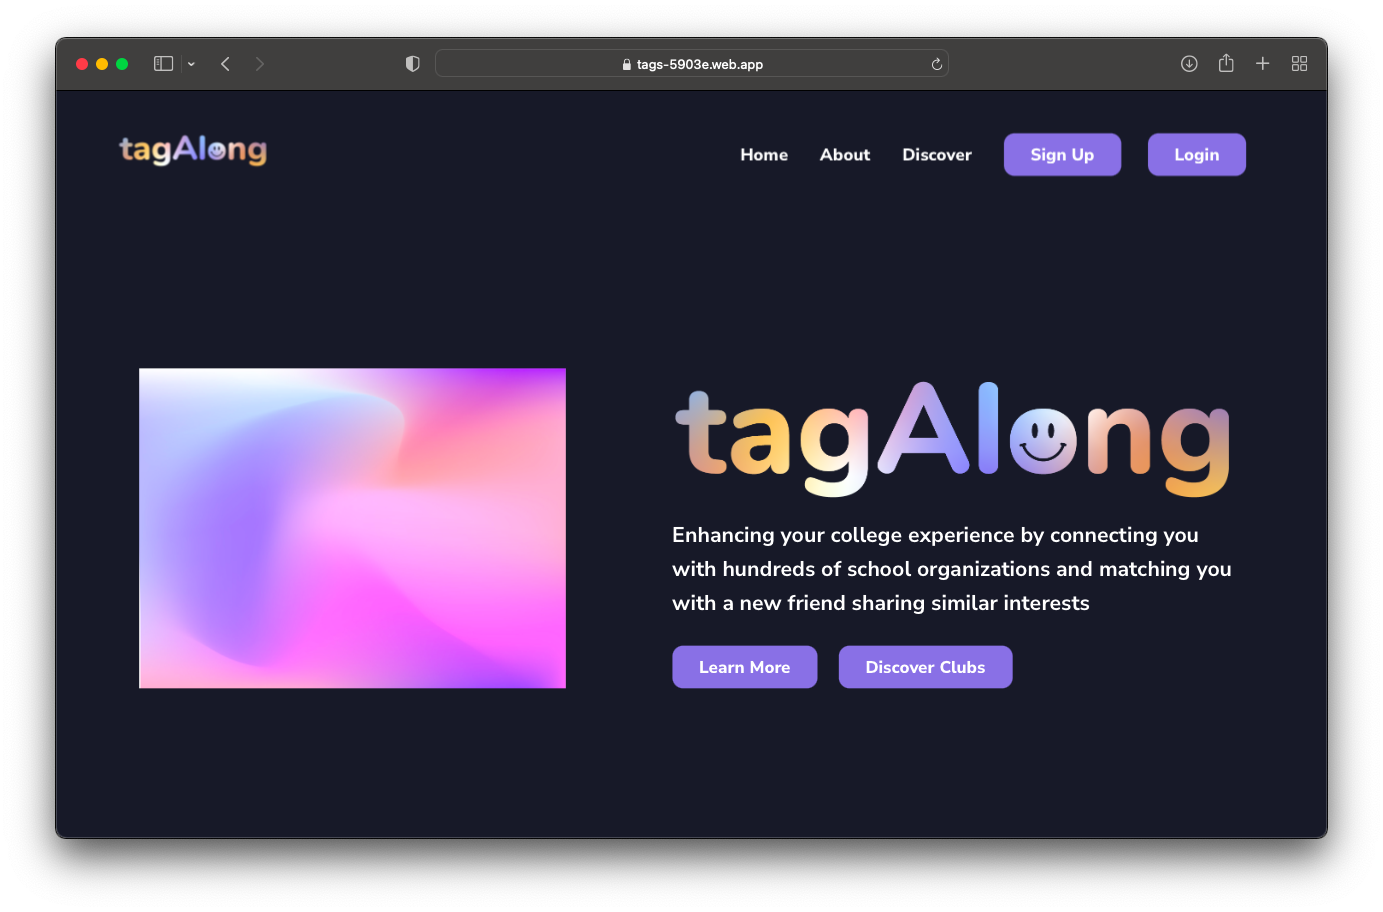 tags-5903e.web.app
tagAlong
Home About Discover Sign Up Login
tagAlong
Enhancing your college experience by connecting you
with hundreds of school organizations and matching you
with a new friend sharing similar interests
Learn More Discover Clubs